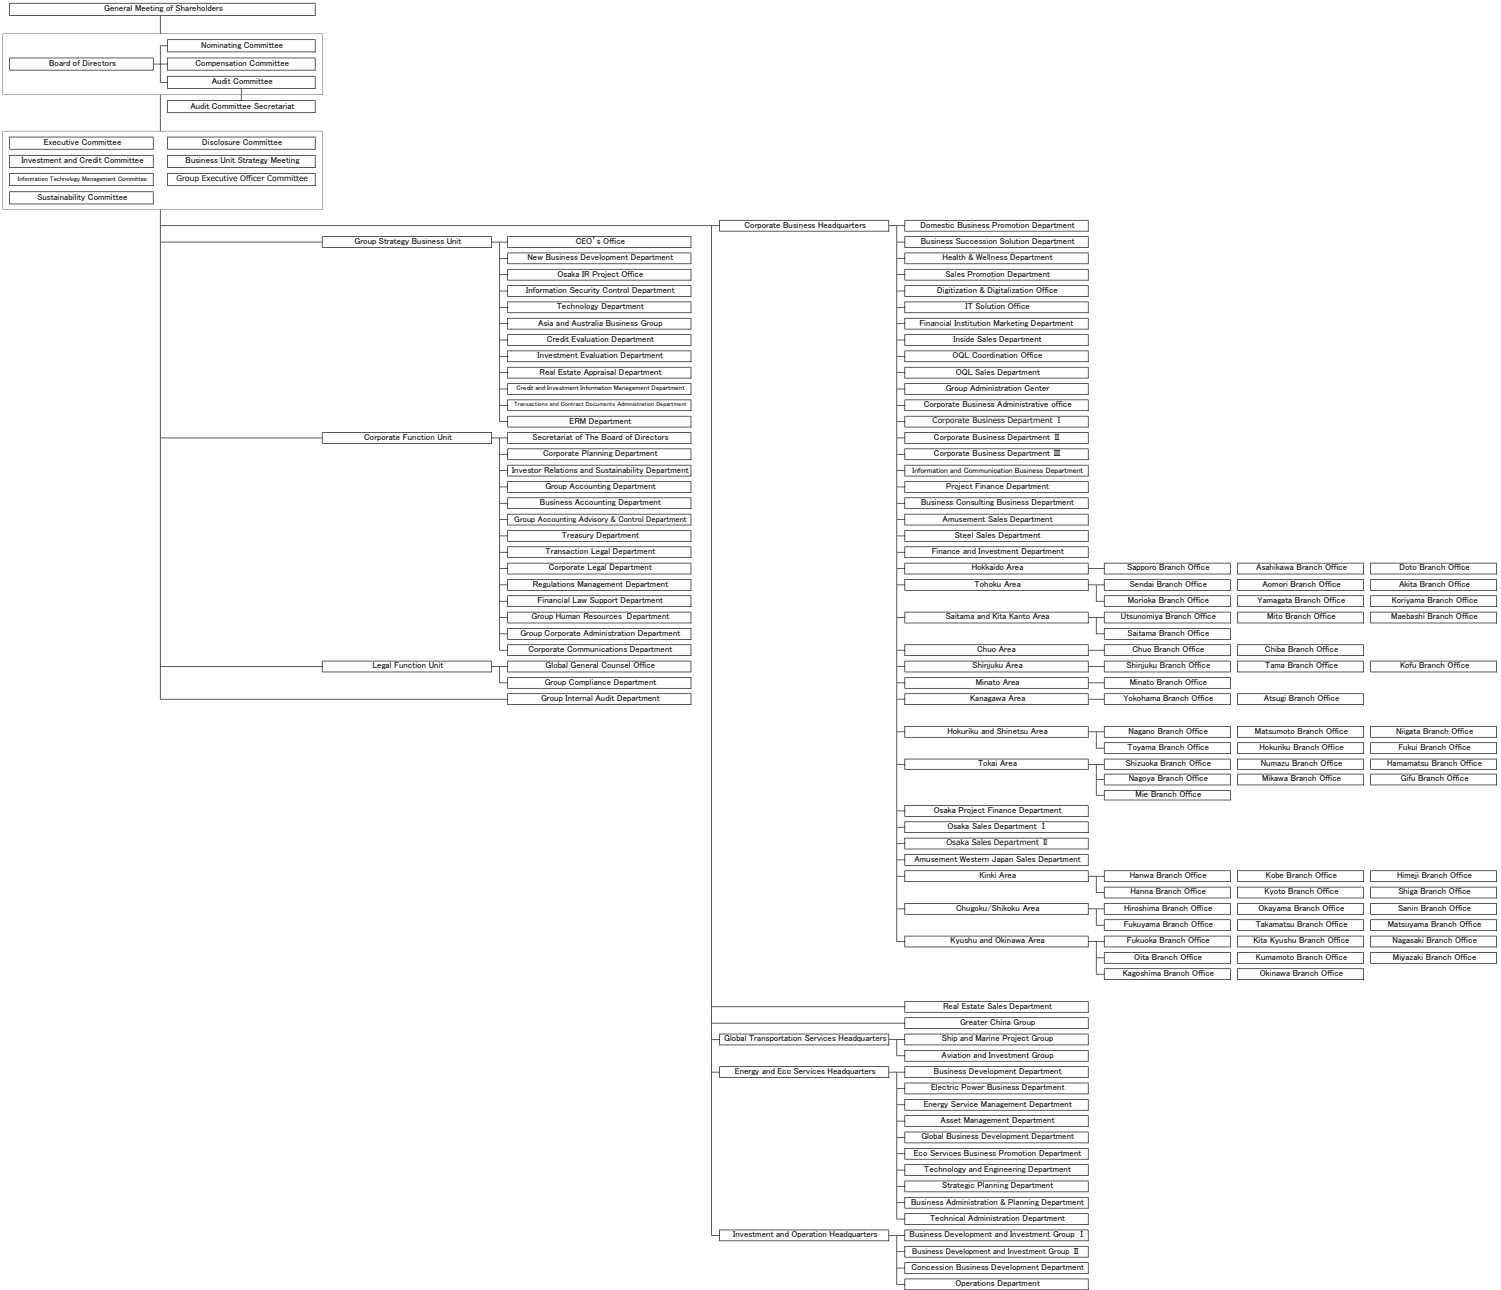 General Meeting of Shareholders
Board of Directors
Nominating Committee
Compensation Committee
Audit Committee
Audit Committee Secretariat
Executive Committee
Disclosure Committee
Investment and Credit Committee
Business Unit Strategy Meeting
Information Technology Management Committee
Group Executive Officer Committee
Sustainability Committee
Group Strategy Business Unit
CEO's Office
New Business Development Department
Osaka IR Project Office
Information Security Control Department
Technology Department
Asia and Australia Business Group
Credit Evaluation Department
Investment Evaluation Department
Real Estate Appraisal Department
Credit and Investment Information Management Department
Transactions and Contract Documents Administration Department
ERM Department
Corporate Function Unit
Secretariat of The Board of Directors
Corporate Planning Department
Investor Relations and Sustainability Department
Group Accounting Department
Business Accounting Department
Group Accounting Advisory & Control Department
Treasury Department
Transaction Legal Department
Corporate Legal Department
Regulations Management Department
Financial Law Support Department
Group Human Resources Department
Group Corporate Administration Department
Corporate Communications Department
Legal Function Unit
Global General Counsel Office
Group Compliance Department
Group Internal Audit Department
Corporate Business Headquarters
Domestic Business Promotion Department
Business Succession Solution Department
Health & Wellness Department
Sales Promotion Department
Digitization & Digitalization Office
IT Solution Office
Financial Institution Marketing Department
Inside Sales Department
OQL Coordination Office
OQL Sales Department
Group Administration Center
Corporate Business Administrative office
Corporate Business Department Ⅰ
Corporate Business Department Ⅱ
Corporate Business Department Ⅲ
Information and Communication Business Department
Project Finance Department
Business Consulting Business Department
Amusement Sales Department
Steel Sales Department
Finance and Investment Department
Hokkaido Area
Sapporo Branch Office
Asahikawa Branch Office
Doto Branch Office
Tohoku Area
Sendai Branch Office
Aomori Branch Office
Akita Branch Office
Morioka Branch Office
Yamagata Branch Office
Koriyama Branch Office
Saitama and Kita Kanto Area
Utsunomiya Branch Office
Mito Branch Office
Maebashi Branch Office
Saitama Branch Office
Chuo Area
Chuo Branch Office
Chiba Branch Office
Shinjuku Area
Shinjuku Branch Office
Tama Branch Office
Kofu Branch Office
Minato Area
Minato Branch Office
Kanagawa Area
Yokohama Branch Office
Atsugi Branch Office
Hokuriku and Shinetsu Area
Nagano Branch Office
Matsumoto Branch Office
Niigata Branch Office
Toyama Branch Office
Hokuriku Branch Office
Fukui Branch Office
Tokai Area
Shizuoka Branch Office
Numazu Branch Office
Hamamatsu Branch Office
Nagoya Branch Office
Mikawa Branch Office
Gifu Branch Office
Mie Branch Office
Osaka Project Finance Department
Osaka Sales Department Ⅰ
Osaka Sales Department Ⅱ
Amusement Western Japan Sales Department
Kinki Area
Hanwa Branch Office
Kobe Branch Office
Himeji Branch Office
Hanna Branch Office
Kyoto Branch Office
Shiga Branch Office
Chugoku/Shikoku Area
Hiroshima Branch Office
Okayama Branch Office
Sanin Branch Office
Fukuyama Branch Office
Takamatsu Branch Office
Matsuyama Branch Office
Kyushu and Okinawa Area
Fukuoka Branch Office
Kita Kyushu Branch Office
Nagasaki Branch Office
Oita Branch Office
Kumamoto Branch Office
Miyazaki Branch Office
Kagoshima Branch Office
Okinawa Branch Office
Real Estate Sales Department
Greater China Group
Global Transportation Services Headquarters
Ship and Marine Project Group
Aviation and Investment Group
Energy and Eco Services Headquarters
Business Development Department
Electric Power Business Department
Energy Service Management Department
Asset Management Department
Global Business Development Department
Eco Services Business Promotion Department
Technology and Engineering Department
Strategic Planning Department
Business Administration & Planning Department
Technical Administration Department
Investment and Operation Headquarters
Business Development and Investment Group Ⅰ
Business Development and Investment Group Ⅱ
Concession Business Development Department
Operations Department